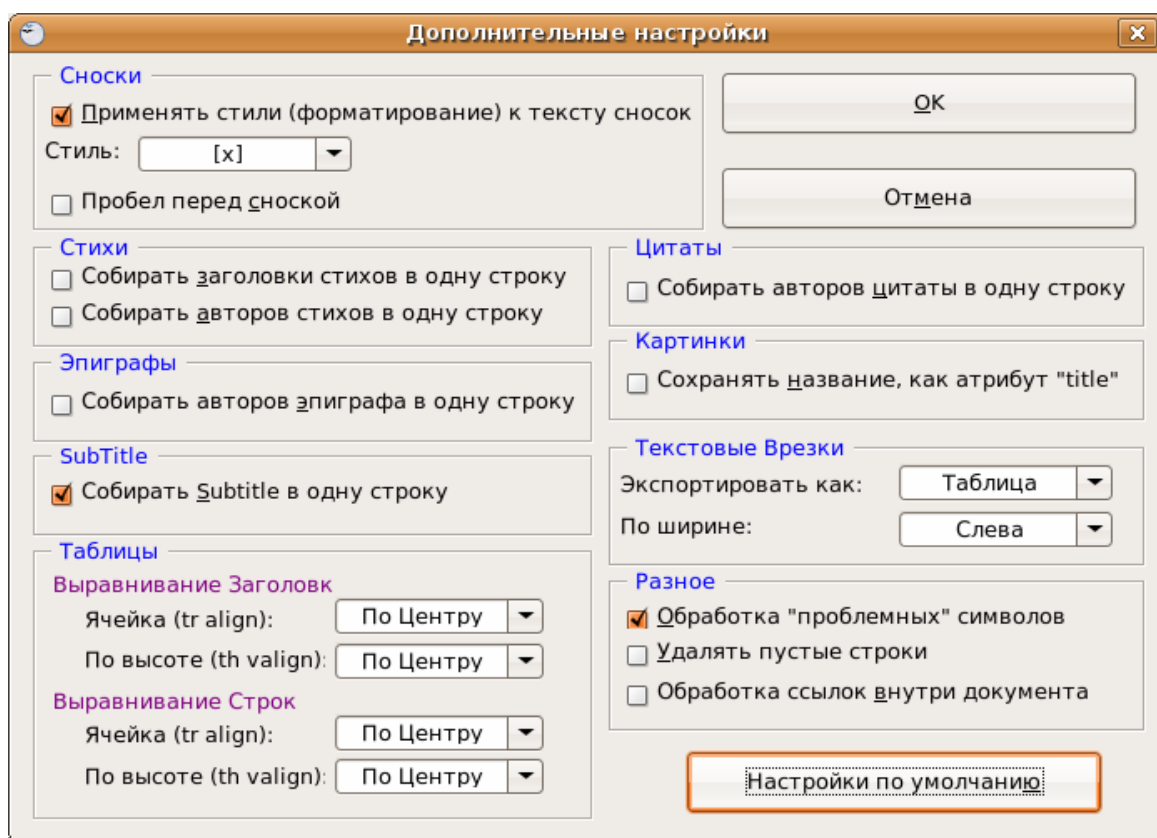 Дополнительные настройки
Сноски
Применять стили (форматирование) к тексту сносок
Стиль: [x]
Пробел перед сноской
OK
Отмена
Стихи
Собирать заголовки стихов в одну строку
Собирать авторов стихов в одну строку
Цитаты
Собирать авторов цитаты в одну строку
Эпиграфы
Собирать авторов эпиграфа в одну строку
Картинки
Сохранять название, как атрибут "title"
SubTitle
Собирать Subtitle в одну строку
Текстовые Врезки
Экспортировать как: Таблица
По ширине: Слева
Таблицы
Выравнивание Заголовк
Ячейка (tr align): По Центру
По высоте (th valign): По Центру
Выравнивание Строк
Ячейка (tr align): По Центру
По высоте (th valign): По Центру
Разное
Обработка "проблемных" символов
Удалять пустые строки
Обработка ссылок внутри документа
Настройки по умолчанию